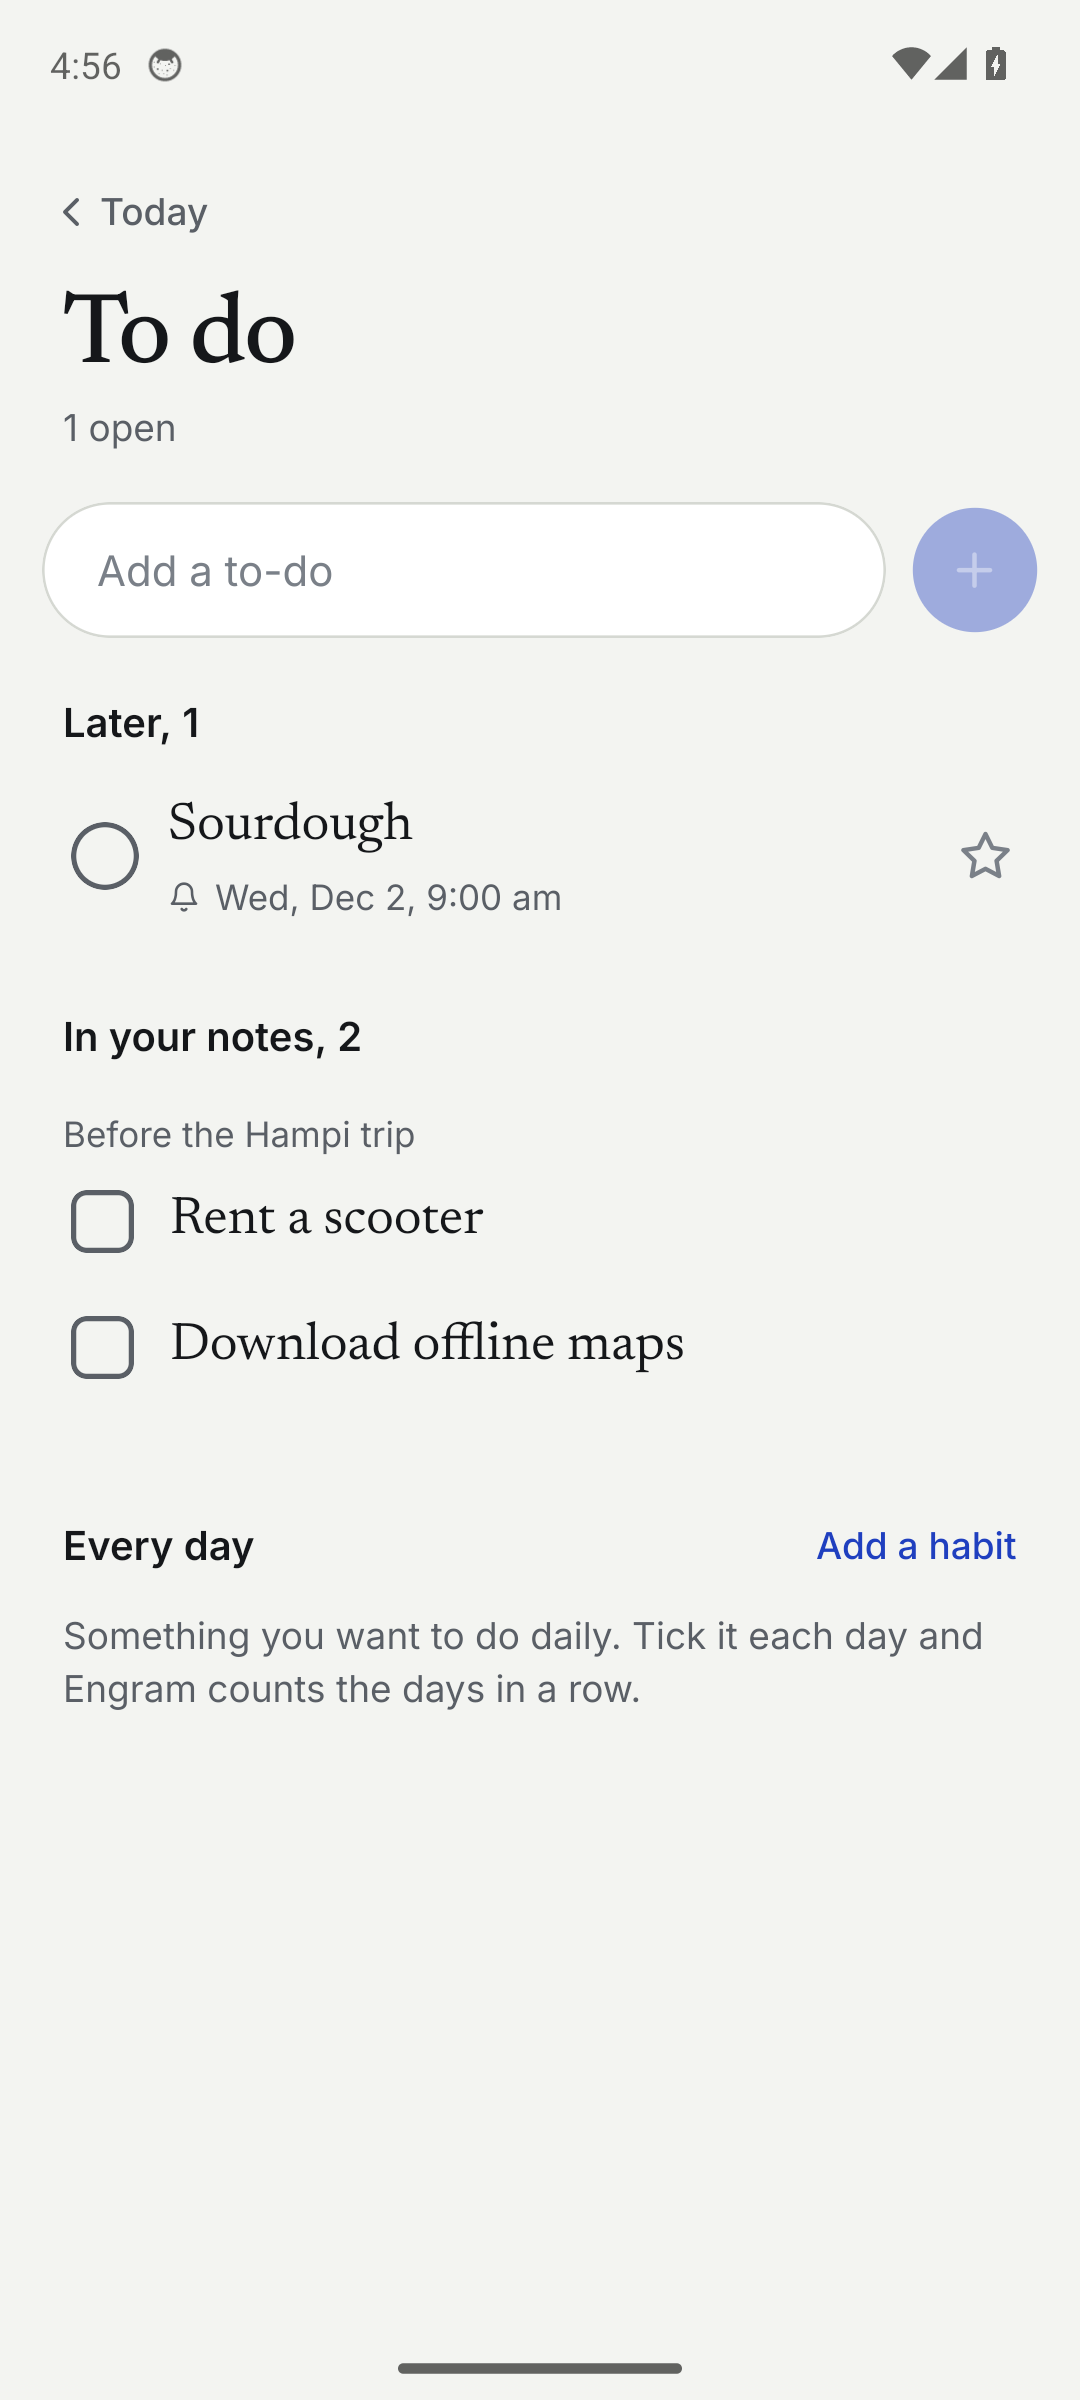 4:56
Today
To do
1 open
Add a to-do
Later, 1
Sourdough
Wed, Dec 2, 9:00 am
In your notes, 2
Before the Hampi trip
Rent a scooter
Download offline maps
Every day
Add a habit
Something you want to do daily. Tick it each day and
Engram counts the days in a row.